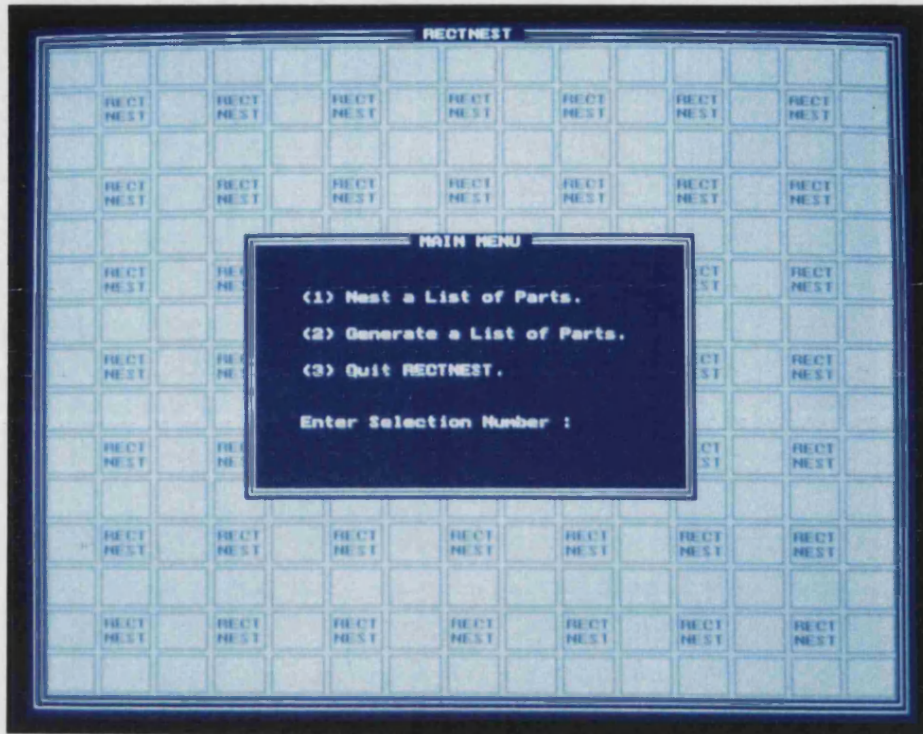 RECTNEST
RECT RECT RECT RECT RECT RECT RECT
NEST NEST NEST NEST NEST NEST NEST
RECT RECT RECT RECT RECT RECT RECT
NEST NEST NEST NEST NEST NEST NEST
MAIN MENU
(1) Nest a List of Parts.
(2) Generate a List of Parts.
(3) Quit RECTNEST.
Enter Selection Number :
RECT RECT
NEST NEST
RECT RECT
NEST NEST
RECT RECT
NEST NEST
RECT RECT RECT RECT RECT RECT RECT
NEST NEST NEST NEST NEST NEST NEST
RECT RECT RECT RECT RECT RECT RECT
NEST NEST NEST NEST NEST NEST NEST